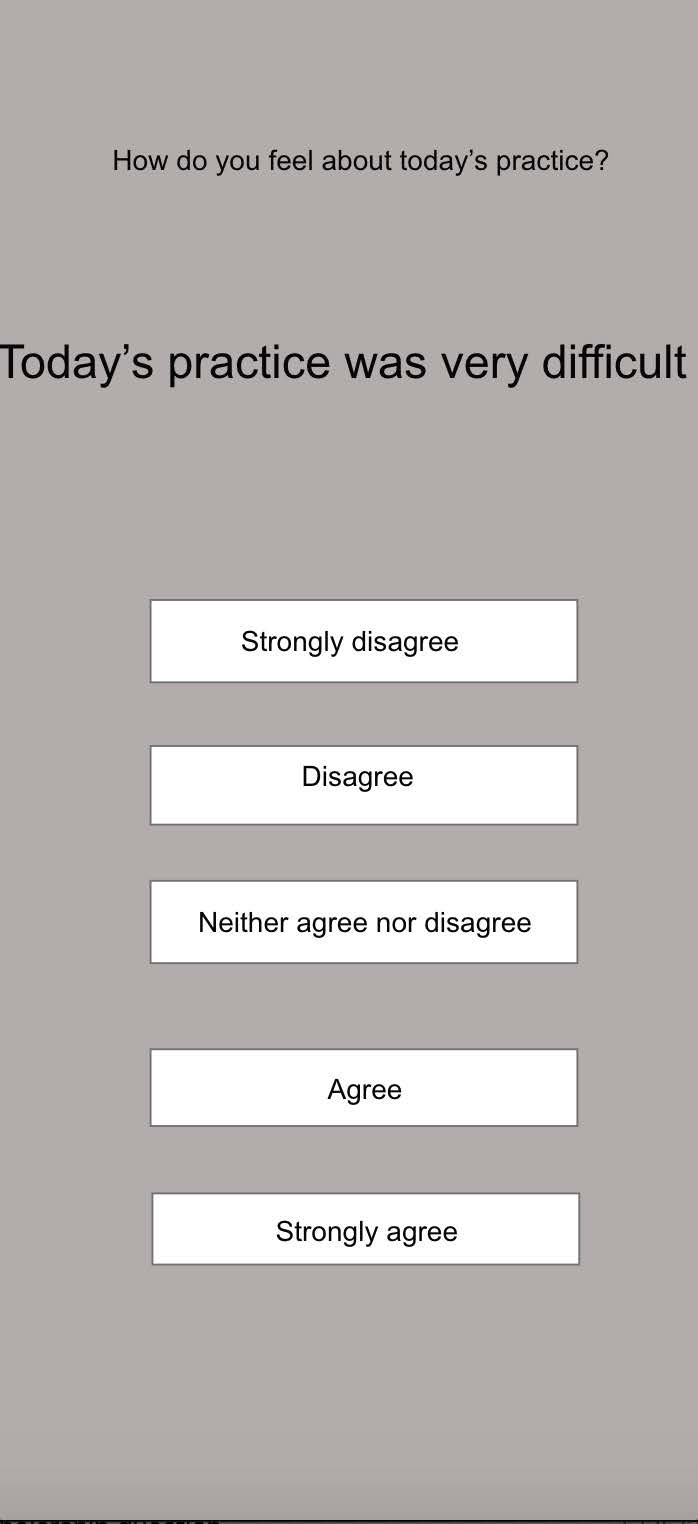 How do you feel about today’s practice?
Today’s practice was very difficult
Strongly disagree
Disagree
Neither agree nor disagree
Agree
Strongly agree